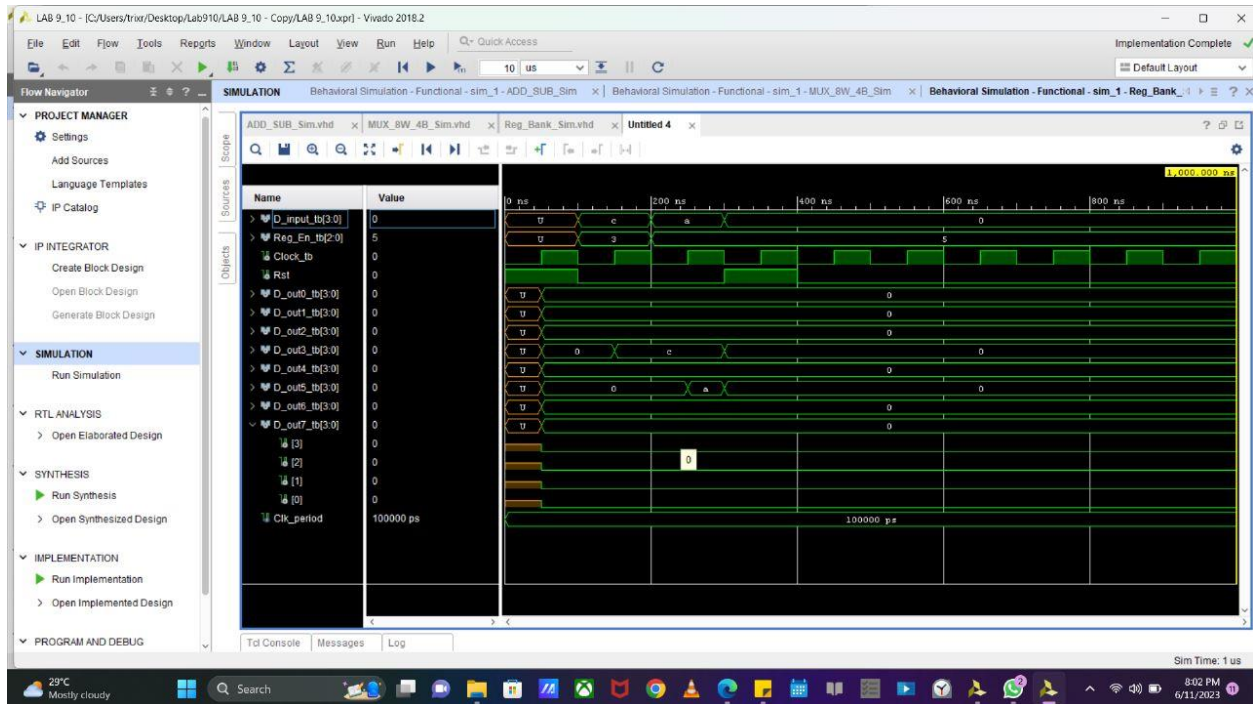 LAB 9_10 - [C:/Users/trixr/Desktop/Lab910/LAB 9_10 - Copy/LAB 9_10.xpr] - Vivado 2018.2
File Edit Flow Tools Reports Window Layout View Run Help Q- Quick Access
Implementation Complete
10 us
Default Layout
Flow Navigator
SIMULATION Behavioral Simulation - Functional - sim_1 - ADD_SUB_Sim Behavioral Simulation - Functional - sim_1 - MUX_8W_4B_Sim Behavioral Simulation - Functional - sim_1 - Reg_Bank_
PROJECT MANAGER
Settings
Add Sources
Language Templates
IP Catalog
IP INTEGRATOR
Create Block Design
Open Block Design
Generate Block Design
SIMULATION
Run Simulation
RTL ANALYSIS
Open Elaborated Design
SYNTHESIS
Run Synthesis
Open Synthesized Design
IMPLEMENTATION
Run Implementation
Open Implemented Design
PROGRAM AND DEBUG
Scope
Sources
Objects
ADD_SUB_Sim.vhd MUX_8W_4B_Sim.vhd Reg_Bank_Sim.vhd Untitled 4
1,000.000 ns
Name Value 0 ns 200 ns 400 ns 600 ns 800 ns
D_input_tb[3:0] 0 U c a 0
Reg_En_tb[2:0] 5 U 3 5
Clock_tb 0
Rst 0
D_out0_tb[3:0] 0 U 0
D_out1_tb[3:0] 0 U 0
D_out2_tb[3:0] 0 U 0
D_out3_tb[3:0] 0 U 0 c 0
D_out4_tb[3:0] 0 U 0
D_out5_tb[3:0] 0 U 0 a 0
D_out6_tb[3:0] 0 U 0
D_out7_tb[3:0] 0 U 0
[3] 0
[2] 0 0
[1] 0
[0] 0
Clk_period 100000 ps 100000 ps
Tcl Console Messages Log
Sim Time: 1 us
29°C
Mostly cloudy
Search
8:02 PM
6/11/2023